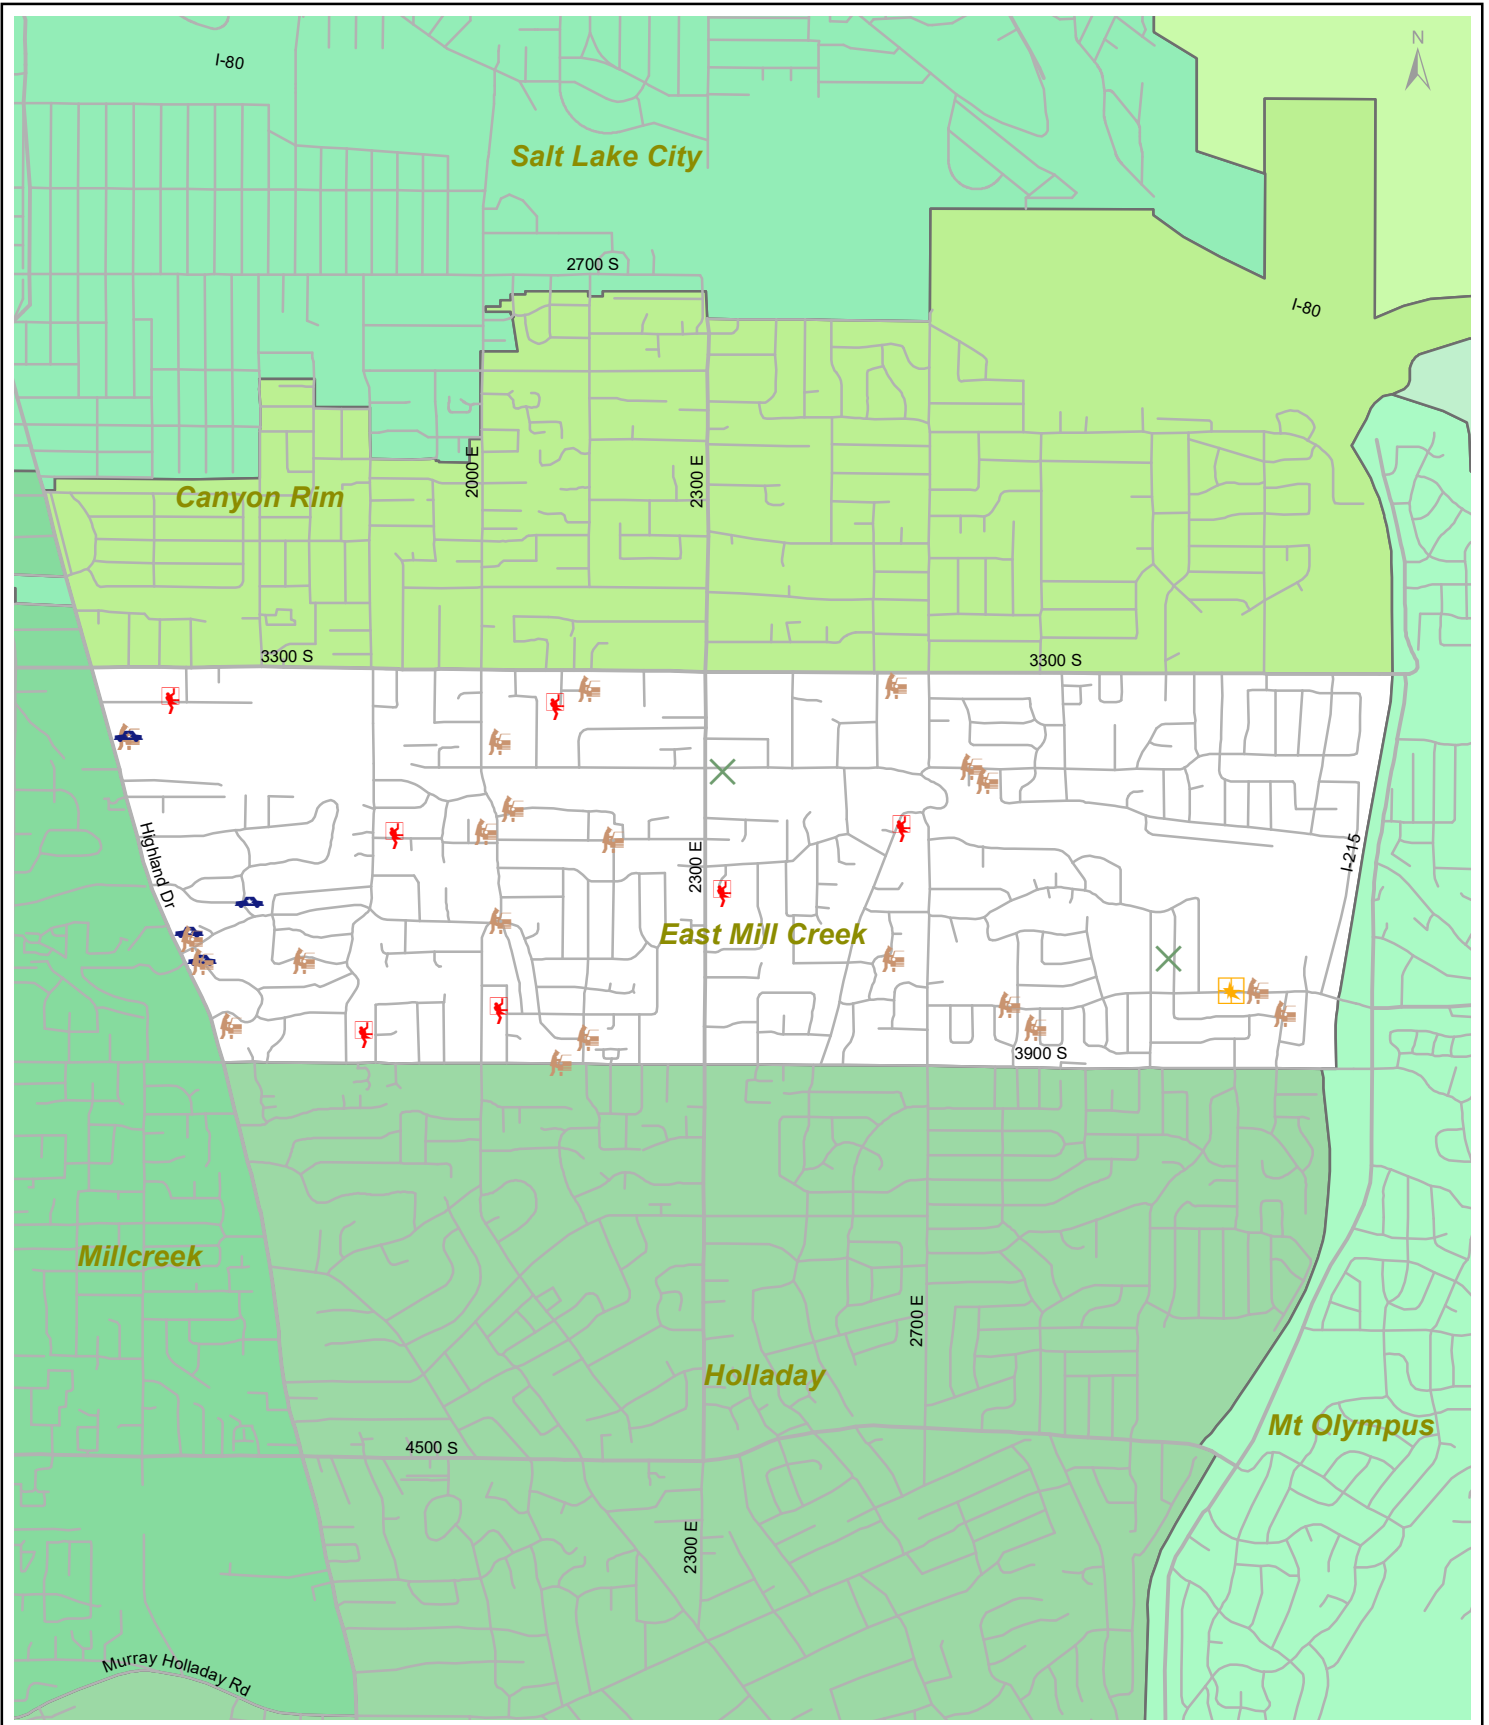 N
I-80
Salt Lake City
2700 S
I-80
2000 E
2300 E
Canyon Rim
3300 S
3300 S
Highland Dr
2300 E
I-215
East Mill Creek
3900 S
Millcreek
2700 E
Holladay
Mt Olympus
4500 S
2300 E
Murray Holladay Rd